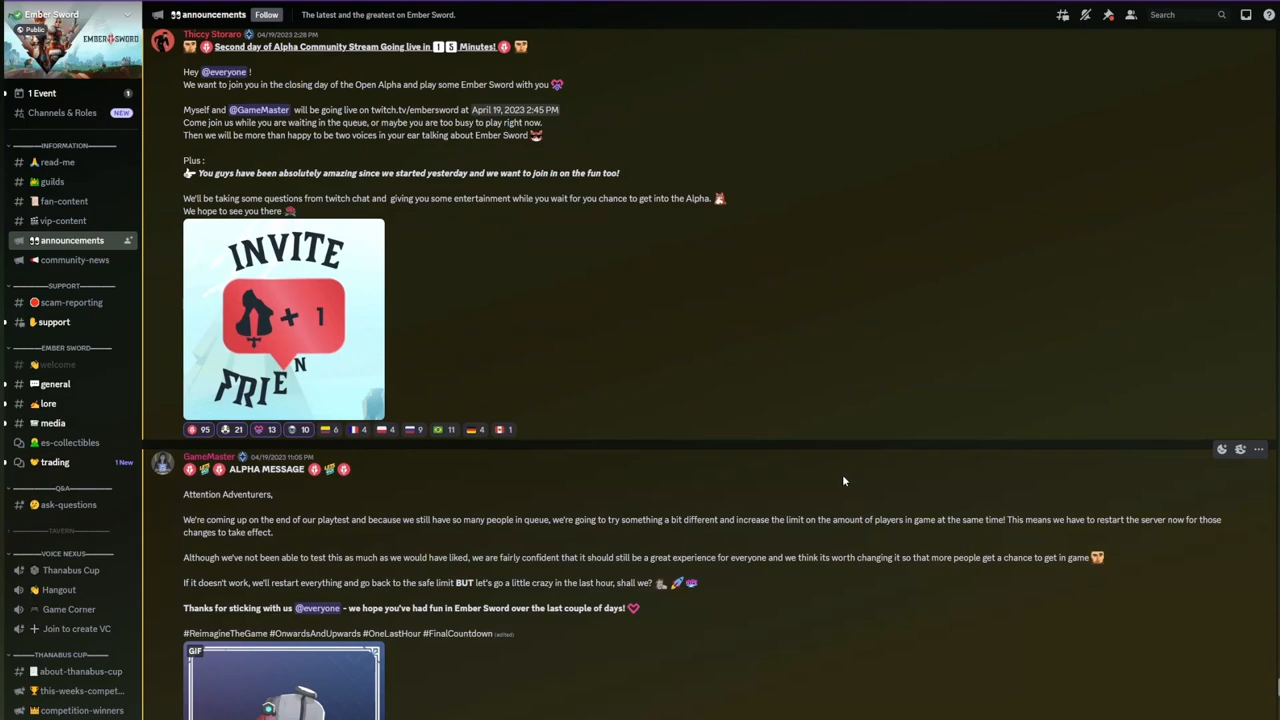 Ember Sword
Public
EMBER SWORD
announcements
Follow
The latest and the greatest on Ember Sword.
Search
1 Event
1
Channels & Roles
NEW
INFORMATION
read-me
guilds
fan-content
vip-content
announcements
community-news
SUPPORT
scam-reporting
support
EMBER SWORD
welcome
general
lore
media
es-collectibles
trading
1 New
Q&A
ask-questions
TAVERN
VOICE NEXUS
Thanabus Cup
Hangout
Game Corner
Join to create VC
THANABUS CUP
about-thanabus-cup
this-weeks-compet...
competition-winners
Thiccy Storaro 04/19/2023 2:28 PM
Second day of Alpha Community Stream Going live in 1 5 Minutes!
Hey @everyone !
We want to join you in the closing day of the Open Alpha and play some Ember Sword with you
Myself and @GameMaster will be going live on twitch.tv/embersword at April 19, 2023 2:45 PM
Come join us while you are waiting in the queue, or maybe you are too busy to play right now.
Then we will be more than happy to be two voices in your ear talking about Ember Sword
Plus :
You guys have been absolutely amazing since we started yesterday and we want to join in on the fun too!
We'll be taking some questions from twitch chat and giving you some entertainment while you wait for you chance to get into the Alpha.
We hope to see you there
INVITE
+ 1
FRIEN
95 21 13 10 6 4 4 9 11 4 1
GameMaster 04/19/2023 11:05 PM
ALPHA MESSAGE
Attention Adventurers,
We're coming up on the end of our playtest and because we still have so many people in queue, we're going to try something a bit different and increase the limit on the amount of players in game at the same time! This means we have to restart the server now for those
changes to take effect.
Although we've not been able to test this as much as we would have liked, we are fairly confident that it should still be a great experience for everyone and we think its worth changing it so that more people get a chance to get in game
If it doesn't work, we'll restart everything and go back to the safe limit BUT let's go a little crazy in the last hour, shall we?
Thanks for sticking with us @everyone - we hope you've had fun in Ember Sword over the last couple of days!
#ReimagineTheGame #OnwardsAndUpwards #OneLastHour #FinalCountdown (edited)
GIF